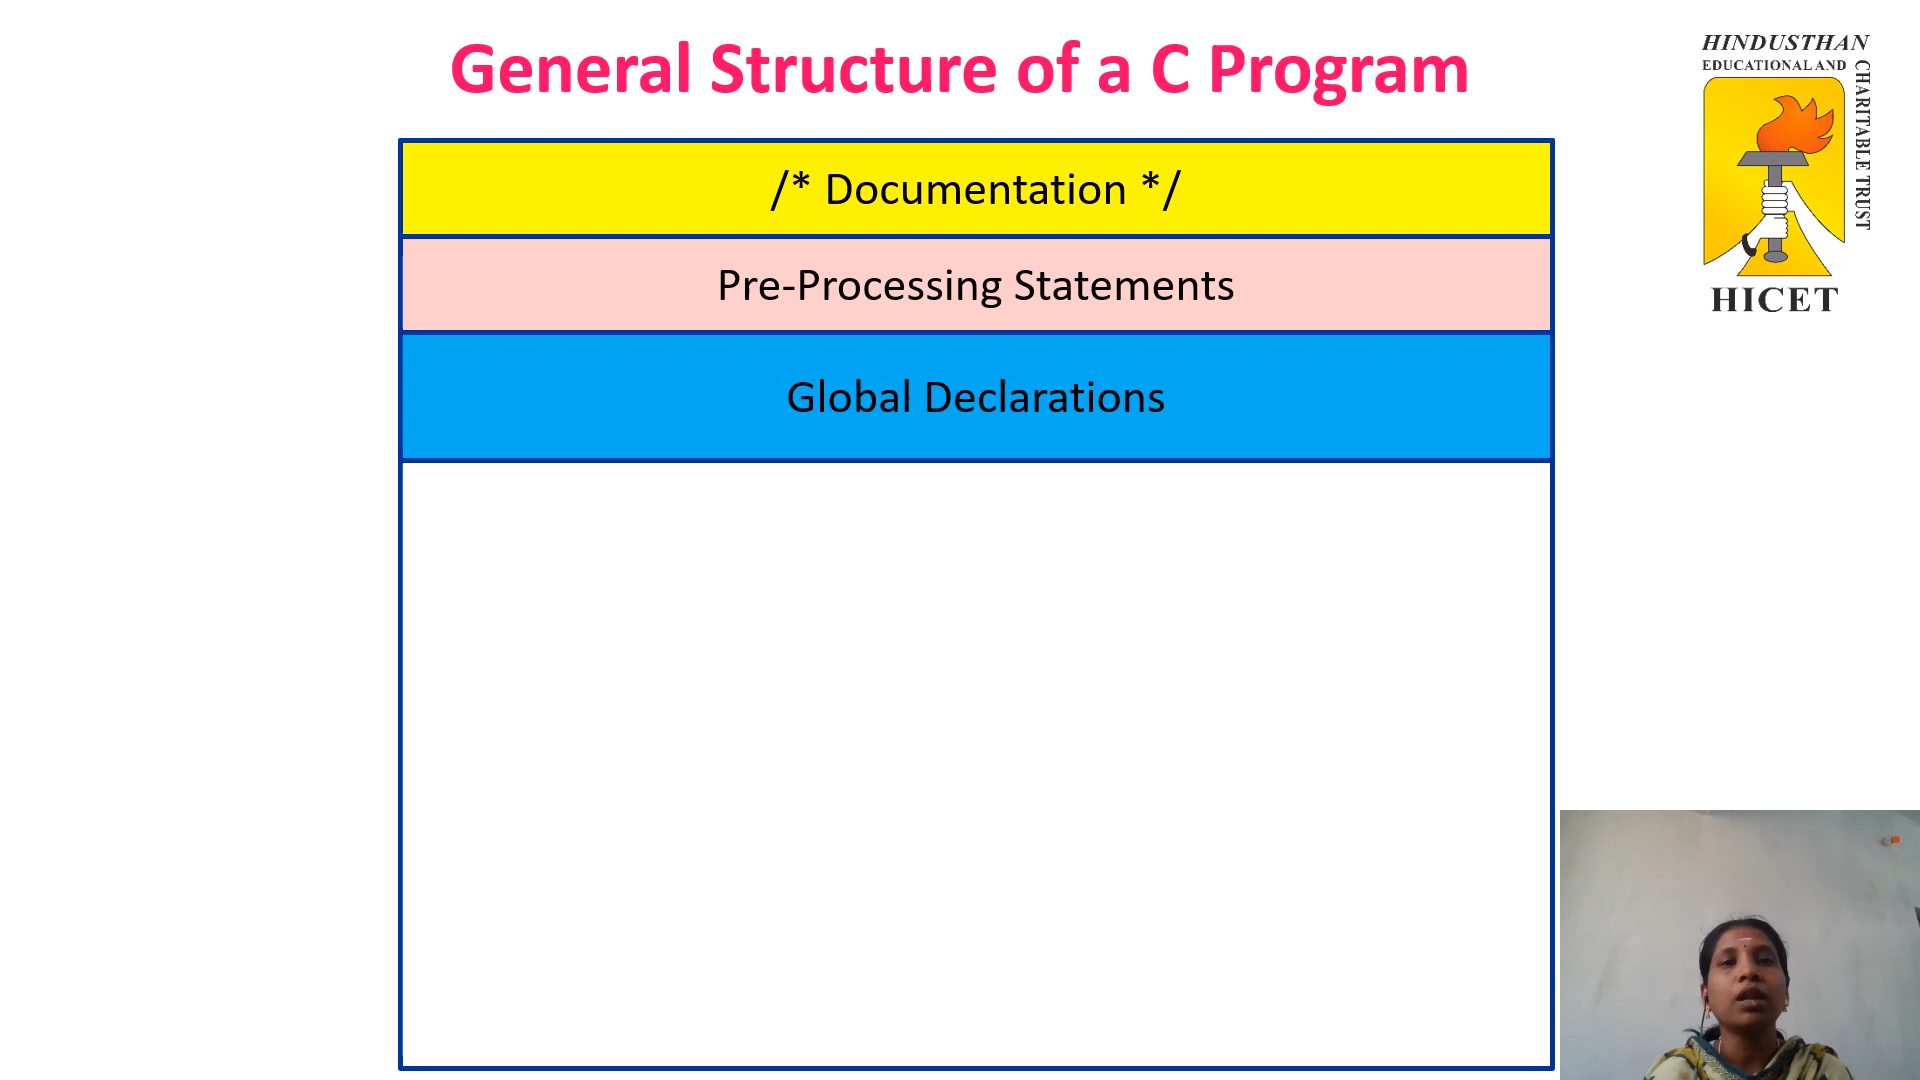 General Structure of a C Program
/* Documentation */
Pre-Processing Statements
Global Declarations
HINDUSTHAN
EDUCATIONAL AND
CHARITABLE TRUST
HICET